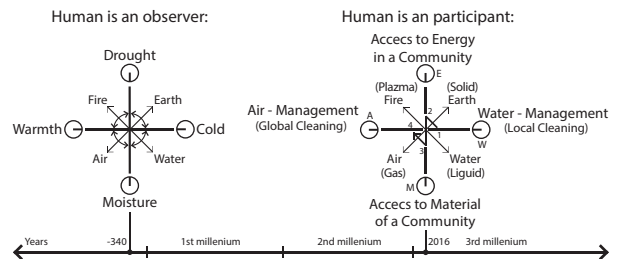 Human is an observer:
Drought
Fire
Earth
Warmth
Cold
Air
Water
Moisture
Human is an participant:
Accecs to Energy
in a Community
E
(Plazma)
(Solid)
Fire
Earth
2
Air - Management
(Global Cleaning)
A
4
1
Water - Management
(Local Cleaning)
W
3
Air
(Gas)
Water
(Liguid)
M
Accecs to Material
of a Community
Years
-340
1st millenium
2nd millenium
2016
3rd millenium